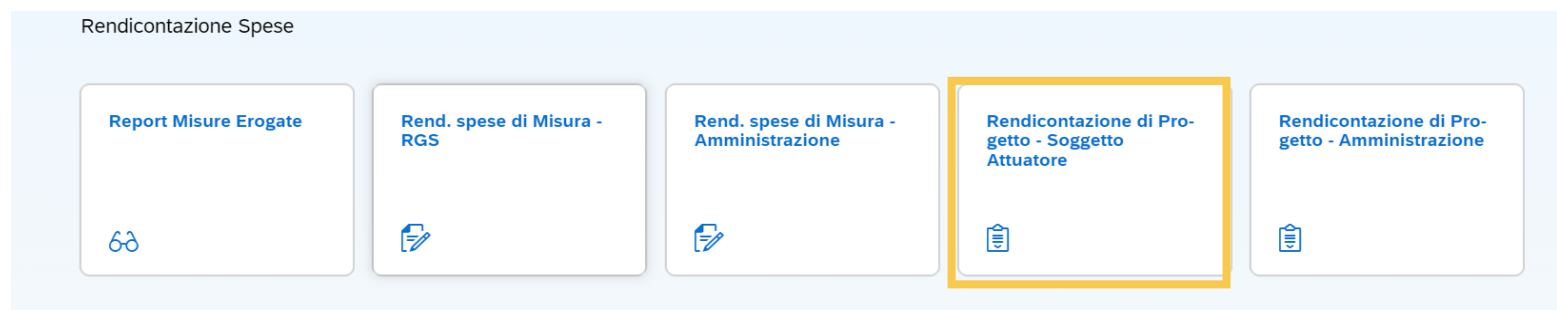 Rendicontazione Spese
Report Misure Erogate
Rend. spese di Misura -
RGS
Rend. spese di Misura -
Amministrazione
Rendicontazione di Pro-
getto - Soggetto
Attuatore
Rendicontazione di Pro-
getto - Amministrazione